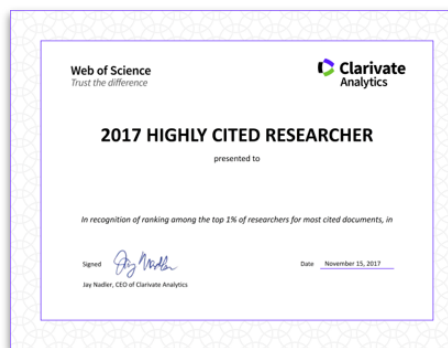 Web of Science
Trust the difference
Clarivate
Analytics
2017 HIGHLY CITED RESEARCHER
presented to
In recognition of ranking among the top 1% of researchers for most cited documents, in
Signed
Jay Nadler
Date November 15, 2017
Jay Nadler, CEO of Clarivate Analytics